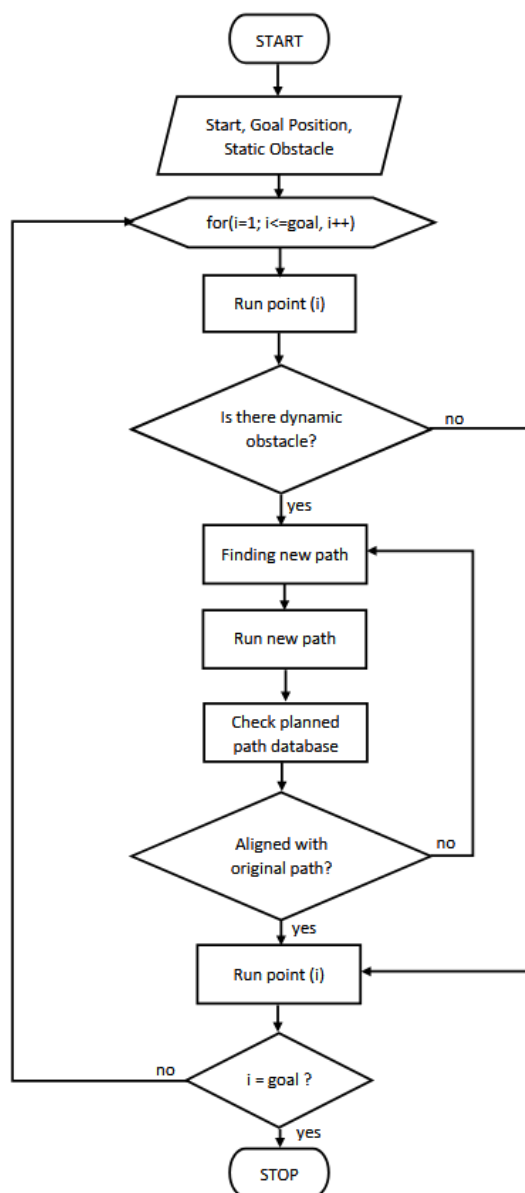 START
Start, Goal Position,
Static Obstacle
for(i=1; i<=goal, i++)
Run point (i)
Is there dynamic
obstacle?
no
yes
Finding new path
Run new path
Check planned
path database
Aligned with
original path?
no
yes
Run point (i)
i = goal ?
no
yes
STOP